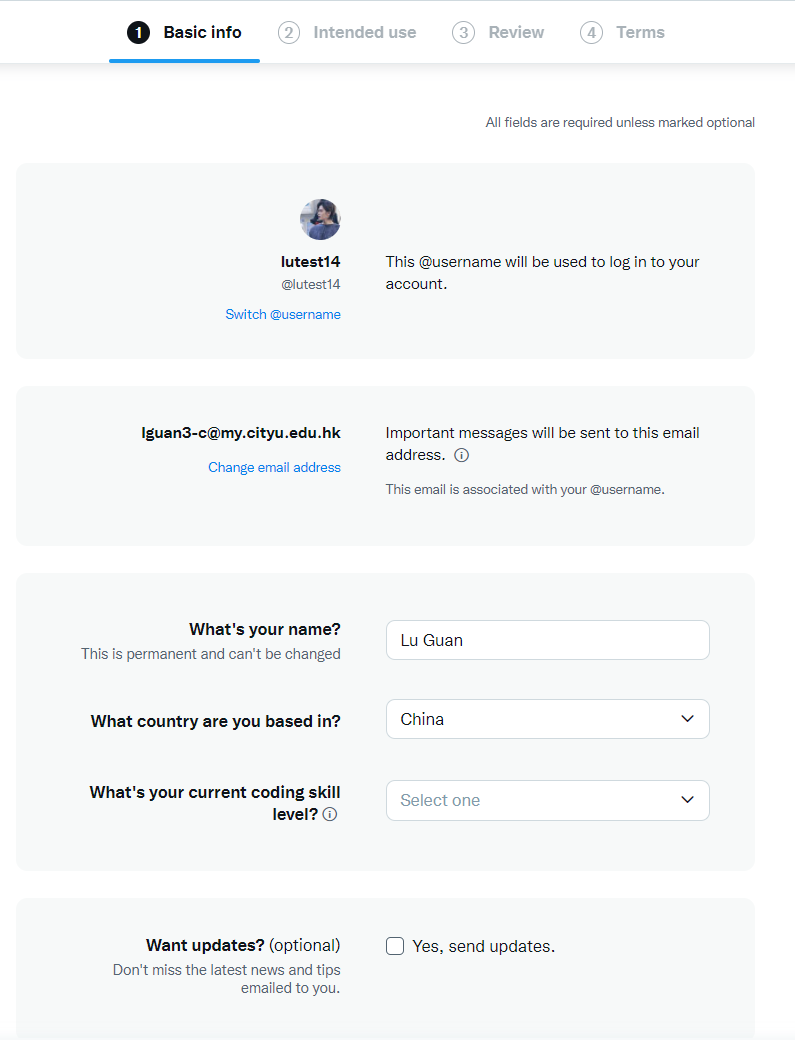 1 Basic info 2 Intended use 3 Review 4 Terms
All fields are required unless marked optional
lutest14
@lutest14
Switch @username
This @username will be used to log in to your
account.
lguan3-c@my.cityu.edu.hk
Change email address
Important messages will be sent to this email
address.
This email is associated with your @username.
What's your name?
This is permanent and can't be changed
Lu Guan
What country are you based in?
China
What's your current coding skill
level?
Select one
Want updates? (optional)
Don't miss the latest news and tips
emailed to you.
Yes, send updates.